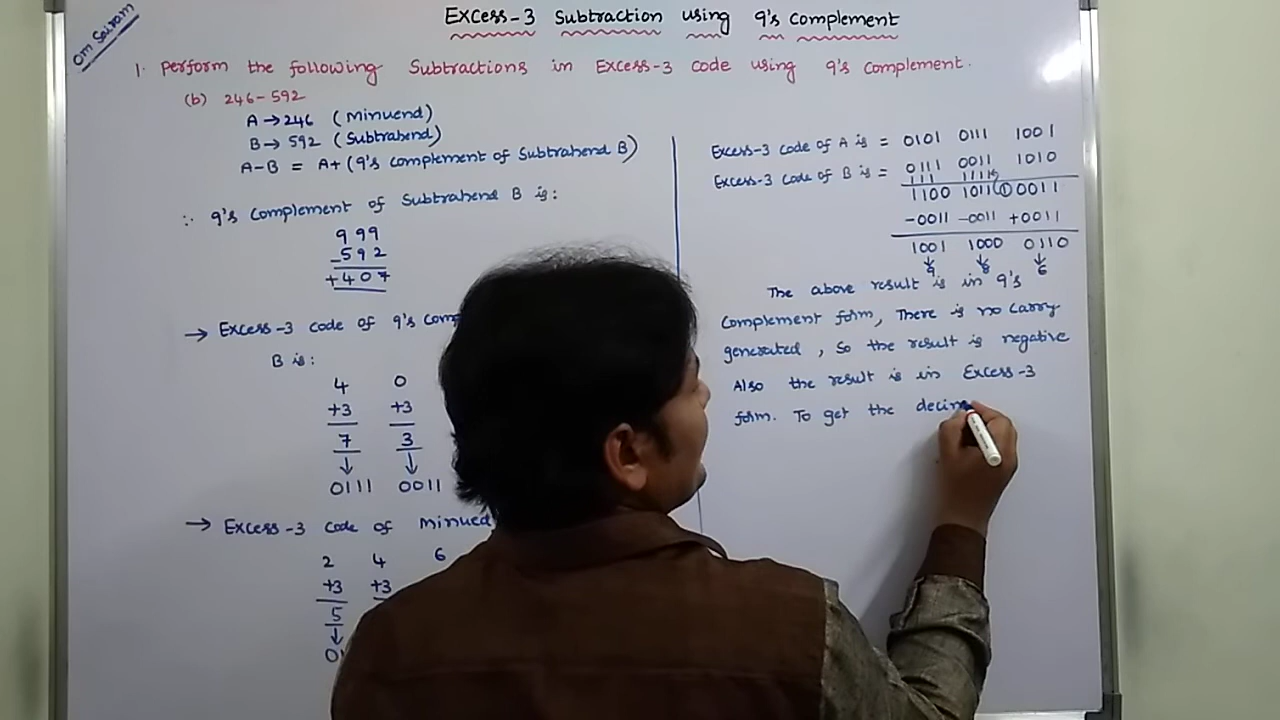 Om Sairam
Excess-3 Subtraction using 9's Complement
1. Perform the following Subtractions in Excess-3 code using 9's Complement.
(b) 246-592
A→246 (Minuend)
B→ 592 (Subtrahend)
A-B = A+(9's complement of Subtrahend B)
∴ 9's Complement of Subtrahend B is:
999
-592
+407
→ Excess-3 code of 9's comp
B is:
4 0
+3 +3
7 3
↓ ↓
0111 0011
→ Excess-3 code of minued
2 4 6
+3 +3
5
↓
Excess-3 code of A is = 0101 0111 1001
Excess-3 code of B is = 0111 0011 1010
1100 1011 ① 0011
-0011 -0011 +0011
1001 1000 0110
↓ ↓ ↓
9 8 6
The above result is in 9's
Complement form, There is no carry
generated, So the result is negative
Also the result is in Excess-3
form. To get the decim